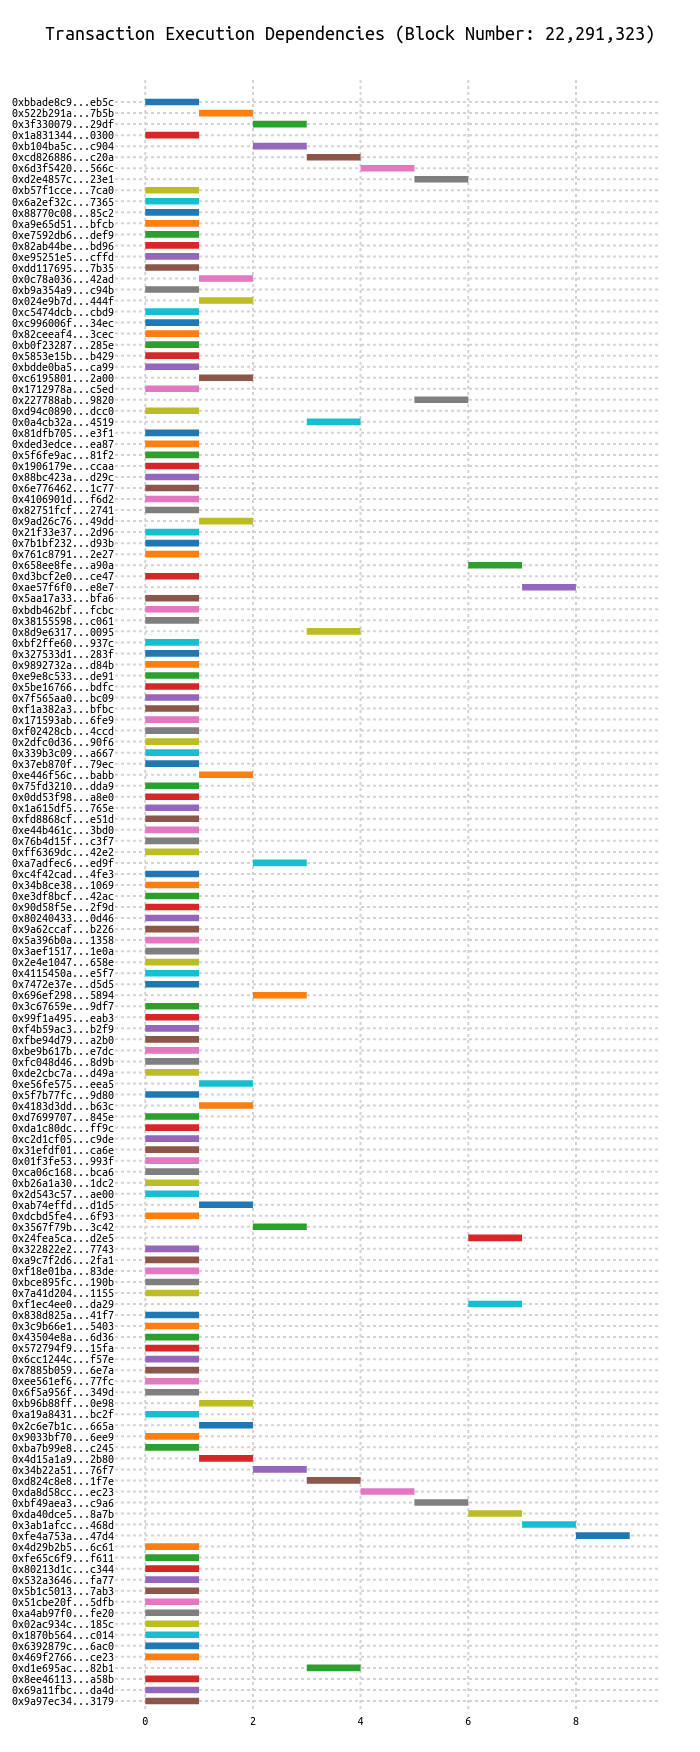 Transaction Execution Dependencies (Block Number: 22,291,323)
0xbbade8c9...eb5c
0x522b291a...7b5b
0x3f330079...29df
0x1a831344...0300
0xb104ba5c...c904
0xcd826886...c20a
0x6d3f5420...566c
0xd2e4857c...23e1
0xb57f1cce...7ca0
0x6a2ef32c...7365
0x88770c08...85c2
0xa9e65d51...bfcb
0xe7592db6...def9
0x82ab44be...bd96
0xe95251e5...cffd
0xdd117695...7b35
0x0c78a036...42ad
0xb9a354a9...c94b
0x024e9b7d...444f
0xc5474dcb...cbd9
0xc996006f...34ec
0x82ceeaf4...3cec
0xb0f23287...285e
0x5853e15b...b429
0xbdde0ba5...ca99
0xc6195801...2a00
0x1712978a...c5ed
0x227788ab...9820
0xd94c0890...dcc0
0x0a4cb32a...4519
0x81dfb705...e3f1
0xded3edce...ea87
0x5f6fe9ac...81f2
0x1906179e...ccaa
0x88bc423a...d29c
0x6e776462...1c77
0x4106901d...f6d2
0x82751fcf...2741
0x9ad26c76...49dd
0x21f33e37...2d96
0x7b1bf232...d93b
0x761c8791...2e27
0x658ee8fe...a90a
0xd3bcf2e0...ce47
0xae57f6f0...e8e7
0x5aa17a33...bfa6
0xbdb462bf...fcbc
0x38155598...c061
0x8d9e6317...0095
0xbf2ffe60...937c
0x327533d1...283f
0x9892732a...d84b
0xe9e8c533...de91
0x5be16766...bdfc
0x7f565aa0...bc09
0xf1a382a3...bfbc
0x171593ab...6fe9
0xf02428cb...4ccd
0x2dfc0d36...90f6
0x339b3c09...a667
0x37eb870f...79ec
0xe446f56c...babb
0x75fd3210...dda9
0x0dd53f98...a8e0
0x1a615df5...765e
0xfd8868cf...e51d
0xe44b461c...3bd0
0x76b4d15f...c3f7
0xff6369dc...42e2
0xa7adfec6...ed9f
0xc4f42cad...4fe3
0x34b8ce38...1069
0xe3df8bcf...42ac
0x90d58f5e...2f9d
0x80240433...0d46
0x9a62ccaf...b226
0x5a396b0a...1358
0x3aef1517...1e0a
0x2e4e1047...658e
0x4115450a...e5f7
0x7472e37e...d5d5
0x696ef298...5894
0x3c67659e...9df7
0x99f1a495...eab3
0xf4b59ac3...b2f9
0xfbe94d79...a2b0
0xbe9b617b...e7dc
0xfc048d46...8d9b
0xde2cbc7a...d49a
0xe56fe575...eea5
0x5f7b77fc...9d80
0x4183d3dd...b63c
0xd7699707...845e
0xda1c80dc...ff9c
0xc2d1cf05...c9de
0x31efdf01...ca6e
0x01f3fe53...993f
0xca06c168...bca6
0xb26a1a30...1dc2
0x2d543c57...ae00
0xab74effd...d1d5
0xdcbd5fe4...6f93
0x3567f79b...3c42
0x24fea5ca...d2e5
0x322822e2...7743
0xa9c7f2d6...2fa1
0xf18e01ba...83de
0xbce895fc...190b
0x7a41d204...1155
0xf1ec4ee0...da29
0x838d825a...41f7
0x3c9b66e1...5403
0x43504e8a...6d36
0x572794f9...15fa
0x6cc1244c...f57e
0x7885b059...6e7a
0xee561ef6...77fc
0x6f5a956f...349d
0xb96b88ff...0e98
0xa19a8431...bc2f
0x2c6e7b1c...665a
0x9033bf70...6ee9
0xba7b99e8...c245
0x4d15a1a9...2b80
0x34b22a51...76f7
0xd824c8e8...1f7e
0xda8d58cc...ec23
0xbf49aea3...c9a6
0xda40dce5...8a7b
0x3ab1afcc...468d
0xfe4a753a...47d4
0x4d29b2b5...6c61
0xfe65c6f9...f611
0x80213d1c...c344
0x532a3646...fa77
0x5b1c5013...7ab3
0x51cbe20f...5dfb
0xa4ab97f0...fe20
0x02ac934c...185c
0x1870b564...c014
0x6392879c...6ac0
0x469f2766...ce23
0xd1e695ac...82b1
0x8ee46113...a58b
0x69a11fbc...da4d
0x9a97ec34...3179
0 2 4 6 8